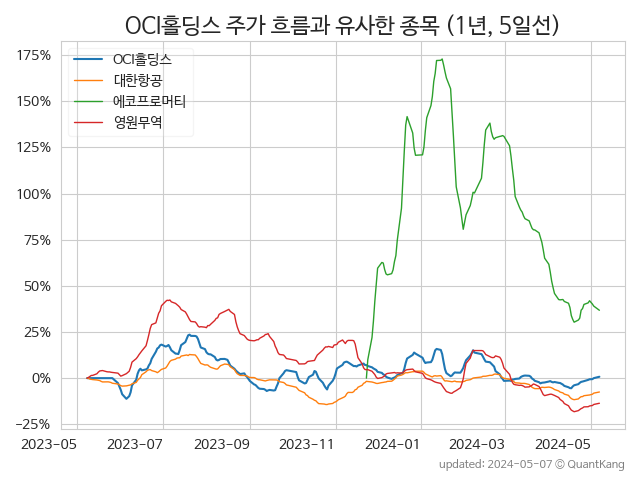 OCI홀딩스 주가 흐름과 유사한 종목 (1년, 5일선)
OCI홀딩스
대한항공
에코프로머티
영원무역
175%
150%
125%
100%
75%
50%
25%
0%
−25%
2023-05 2023-07 2023-09 2023-11 2024-01 2024-03 2024-05
updated: 2024-05-07 © QuantKang